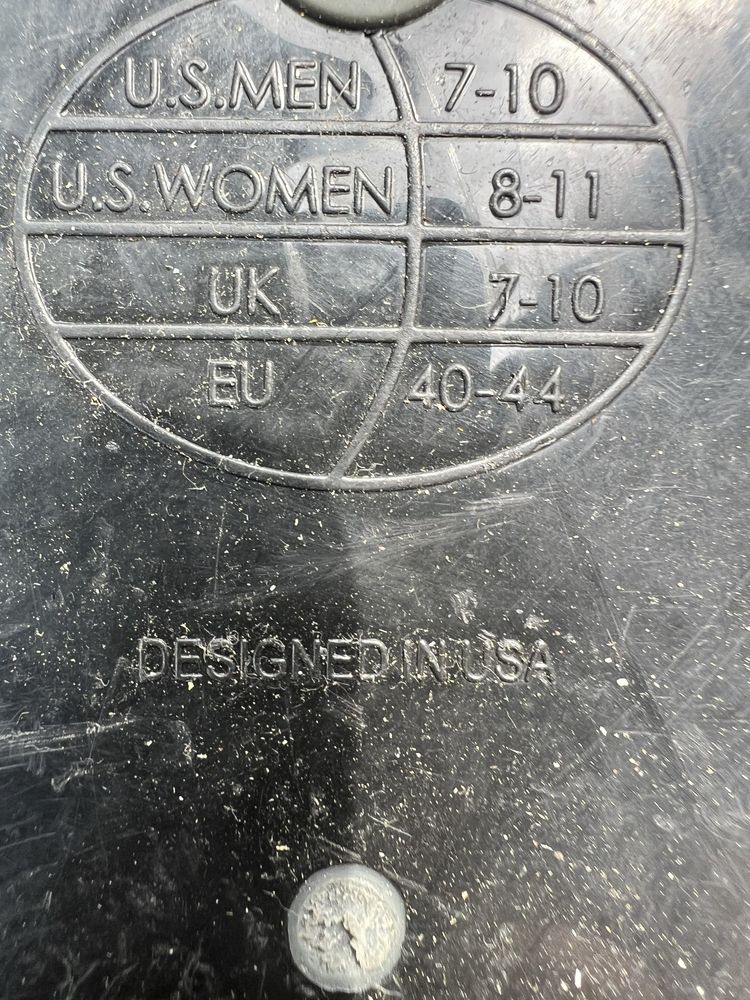 U.S.MEN 7-10
U.S.WOMEN 8-11
UK 7-10
EU 40-44
DESIGNED IN USA